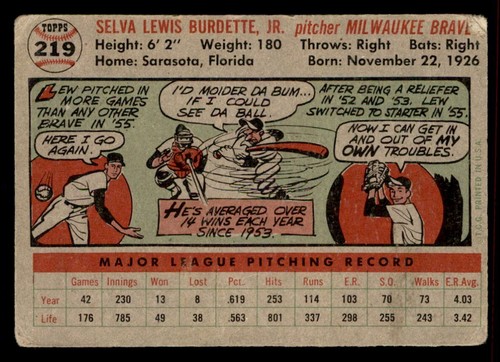 TOPPS
219
SELVA LEWIS BURDETTE, JR. pitcher MILWAUKEE BRAVE
Height: 6' 2" Weight: 180 Throws: Right Bats: Right
Home: Sarasota, Florida Born: November 22, 1926
LEW PITCHED IN
MORE GAMES
THAN ANY OTHER
BRAVE IN '55.
HERE I GO
AGAIN.
I'D MOIDER DA BUM...
IF I COULD
SEE DA BALL.
HE'S AVERAGED OVER
14 WINS EACH YEAR
SINCE 1953.
AFTER BEING A RELIEFER
IN '52 AND '53, LEW
SWITCHED TO STARTER IN '55.
NOW I CAN GET IN
AND OUT OF MY
OWN TROUBLES.
T.C.G. PRINTED IN U.S.A.
MAJOR LEAGUE PITCHING RECORD
Games Innings Won Lost Pct. Hits Runs E.R. S.O. Walks E.R.Avg.
Year 42 230 13 8 .619 253 114 103 70 73 4.03
Life 176 785 49 38 .563 801 337 298 255 243 3.42